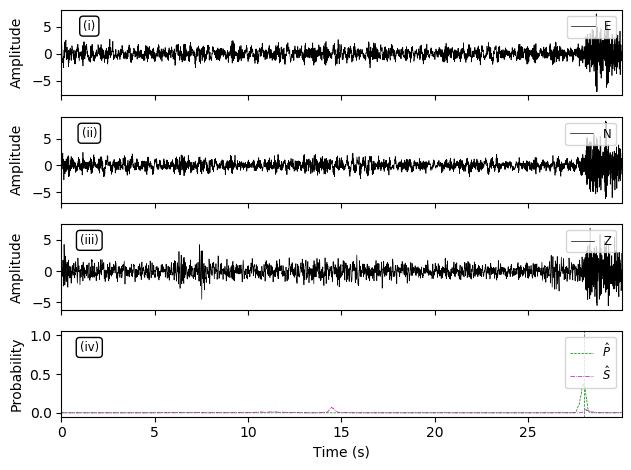 (i)
E
Amplitude
5
0
−5
(ii)
N
Amplitude
5
0
−5
(iii)
Z
Amplitude
5
0
−5
(iv)
P̂
Ŝ
Probability
1.0
0.5
0.0
0 5 10 15 20 25
Time (s)